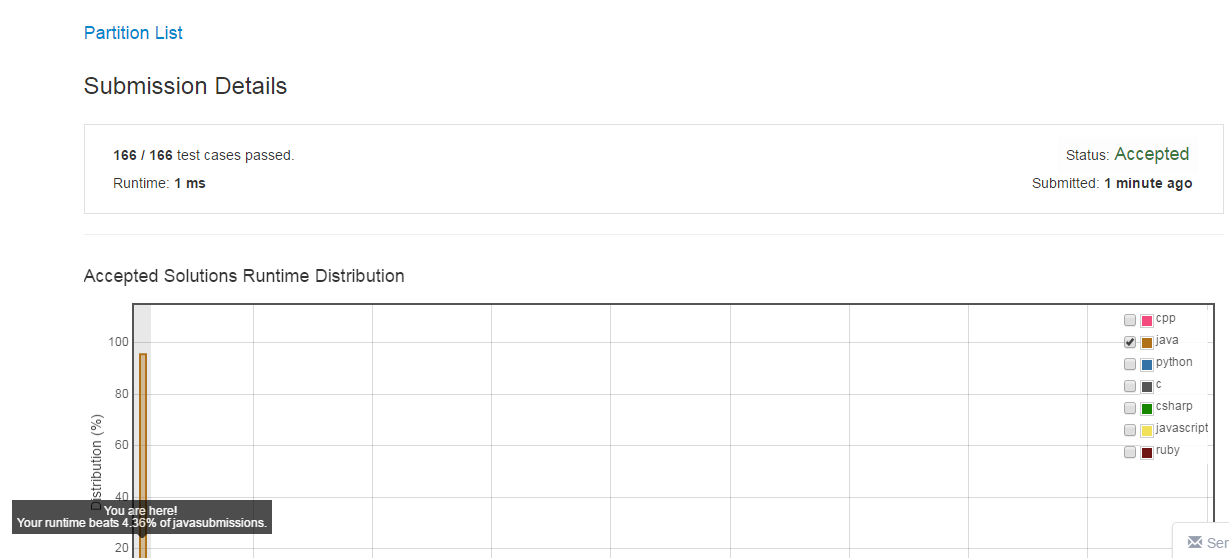 Partition List
Submission Details
166 / 166 test cases passed.
Status: Accepted
Runtime: 1 ms
Submitted: 1 minute ago
Accepted Solutions Runtime Distribution
cpp
java
python
c
csharp
javascript
ruby
100
80
60
40
20
Distribution (%)
You are here!
Your runtime beats 4.36% of javasubmissions.